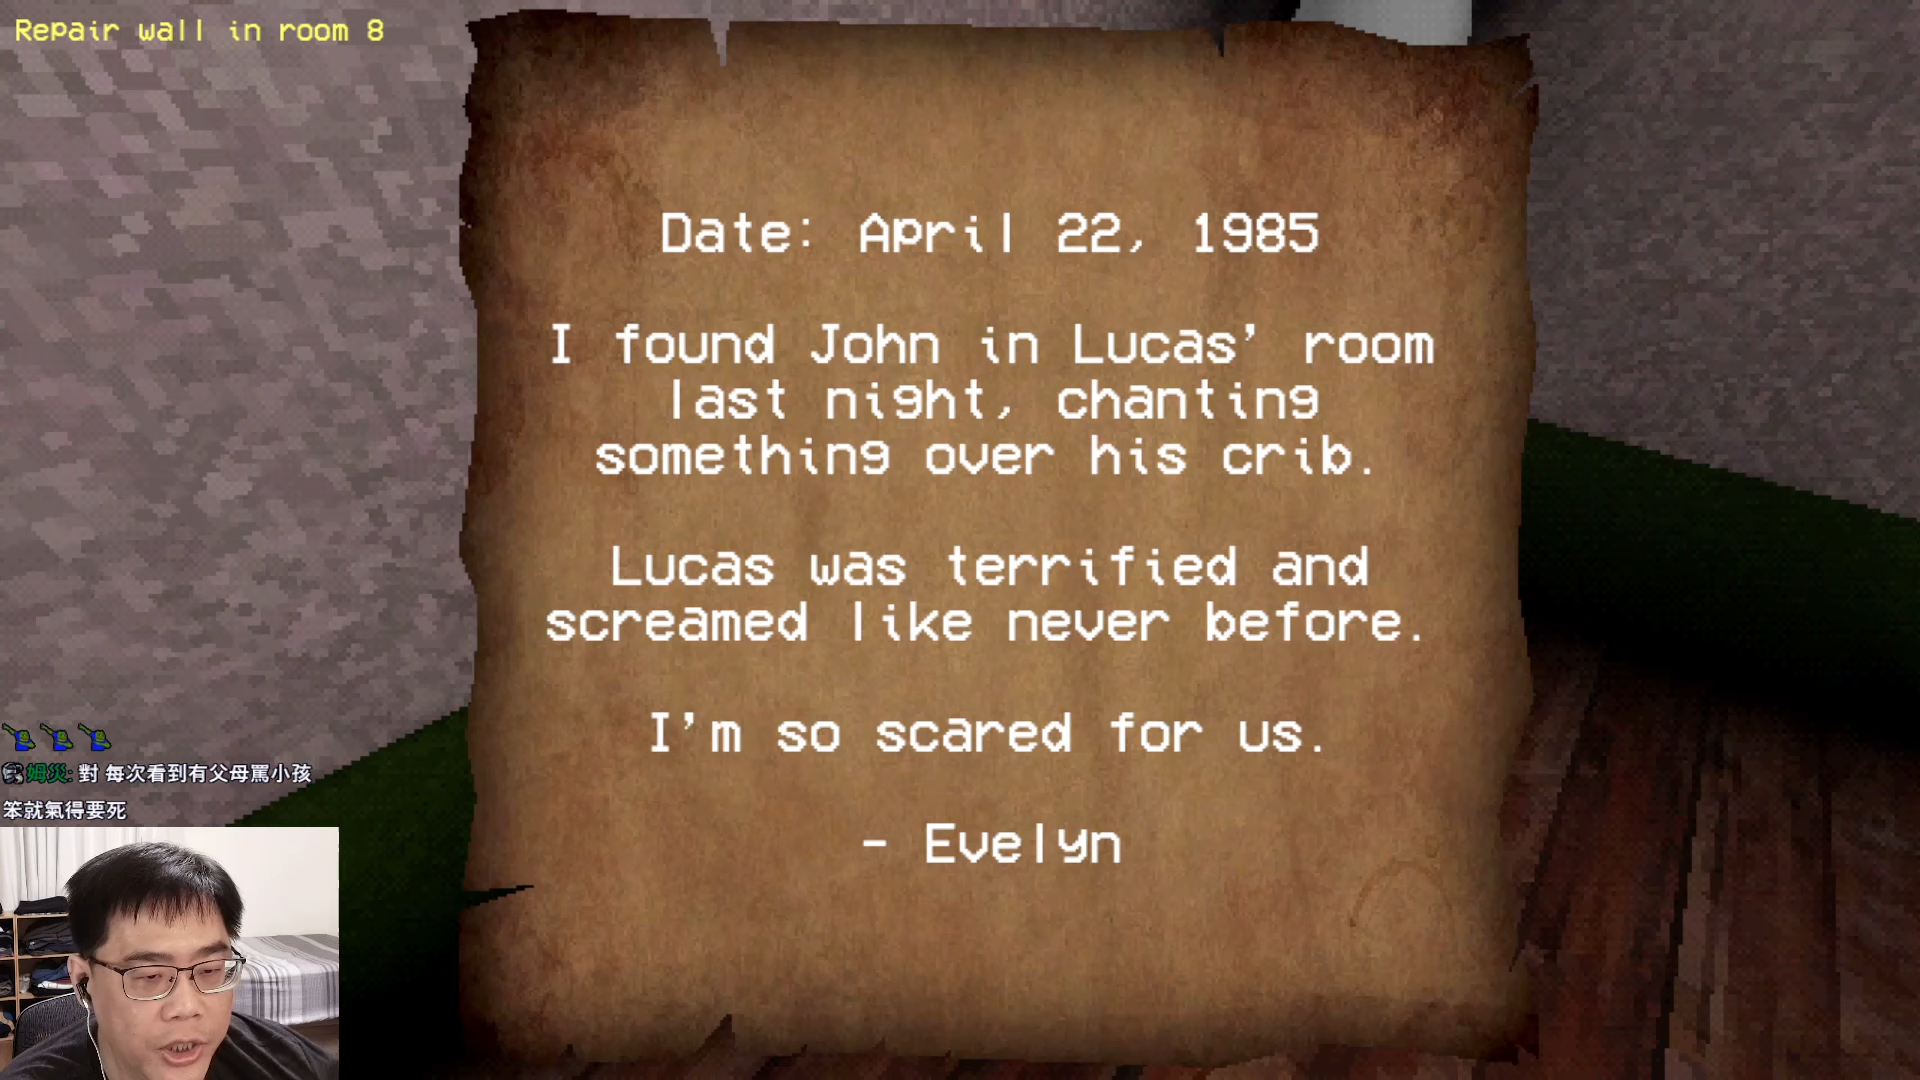 Repair wall in room 8
Date: April 22, 1985
I found John in Lucas' room
last night, chanting
something over his crib.
Lucas was terrified and
screamed like never before.
I'm so scared for us.
- Evelyn
姆災: 對 每次看到有父母罵小孩
笨就氣得要死